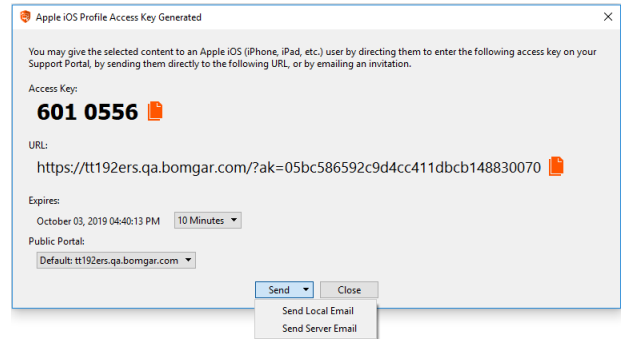 Apple iOS Profile Access Key Generated
You may give the selected content to an Apple iOS (iPhone, iPad, etc.) user by directing them to enter the following access key on your
Support Portal, by sending them directly to the following URL, or by emailing an invitation.
Access Key:
601 0556
URL:
https://tt192ers.qa.bomgar.com/?ak=05bc586592c9d4cc411dbcb148830070
Expires:
October 03, 2019 04:40:13 PM 10 Minutes
Public Portal:
Default: tt192ers.qa.bomgar.com
Send Close
Send Local Email
Send Server Email